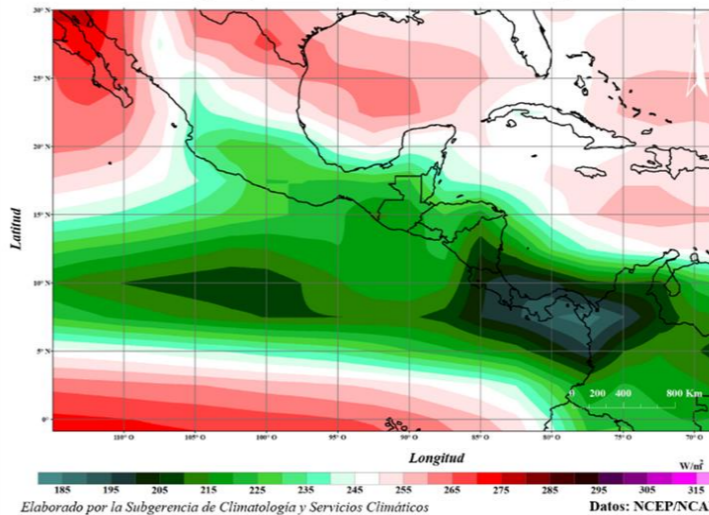 30° N
25° N
20° N
15° N
10° N
5° N
0°
Latitud
0 200 400 800 Km
110° O 105° O 100° O 95° O 90° O 85° O 80° O 75° O 70° O
Longitud
W/m²
185 195 205 215 225 235 245 255 265 275 285 295 305 315
Elaborado por la Subgerencia de Climatología y Servicios Climáticos
Datos: NCEP/NCA